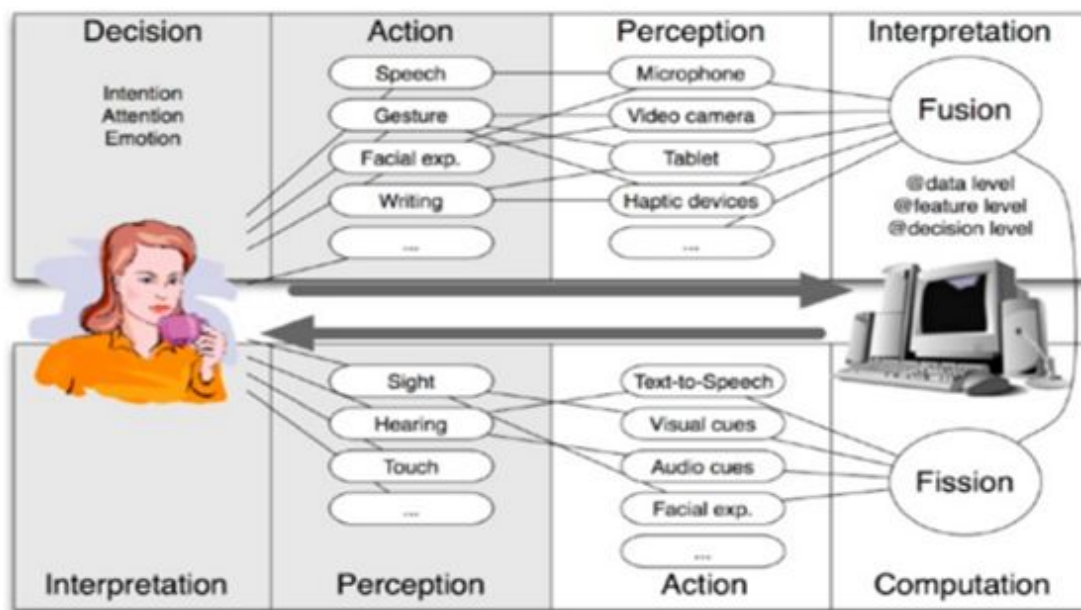 Decision
Action
Perception
Interpretation
Intention
Attention
Emotion
Speech
Gesture
Facial exp.
Writing
...
Microphone
Video camera
Tablet
Haptic devices
...
Fusion
@data level
@feature level
@decision level
Sight
Hearing
Touch
...
Text-to-Speech
Visual cues
Audio cues
Facial exp.
...
Fission
Interpretation
Perception
Action
Computation